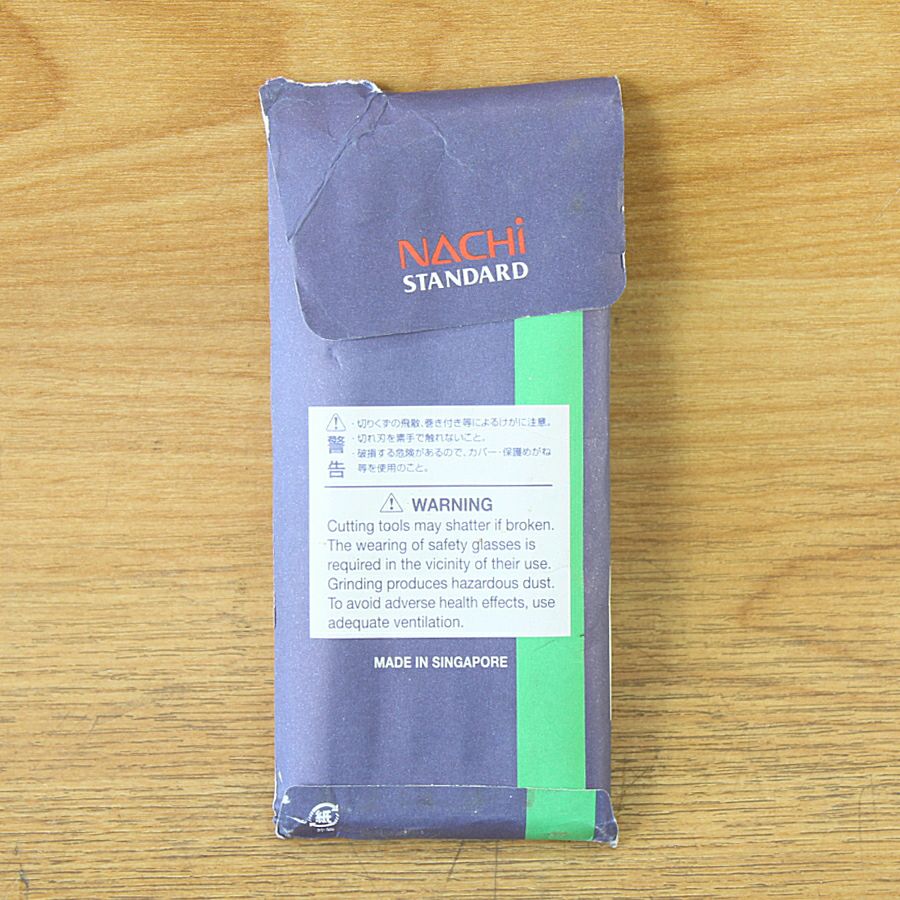 NACHi
STANDARD
・切りくずの飛散、巻き付き等によるけがに注意。
警告
・切れ刃を素手で触れないこと。
・破損する危険があるので、カバー・保護めがね
等を使用のこと。
WARNING
Cutting tools may shatter if broken.
The wearing of safety glasses is
required in the vicinity of their use.
Grinding produces hazardous dust.
To avoid adverse health effects, use
adequate ventilation.
MADE IN SINGAPORE
紙